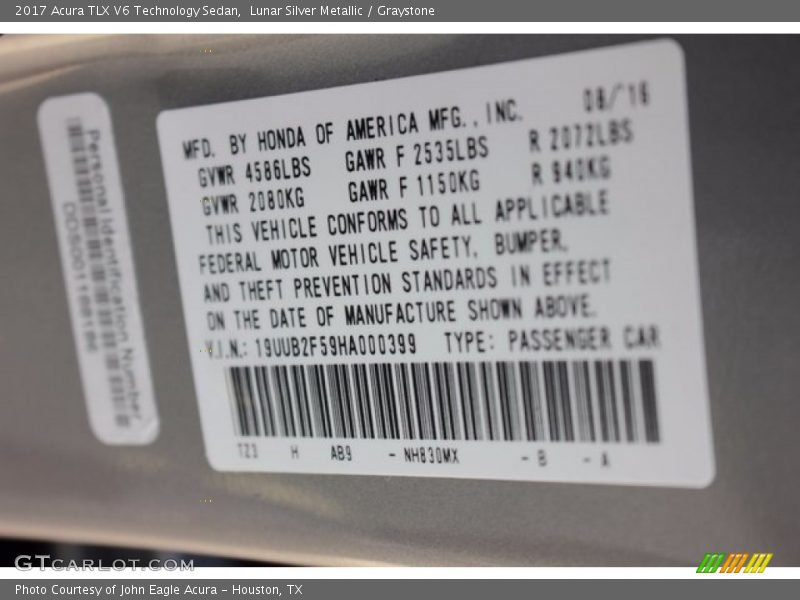 2017 Acura TLX V6 Technology Sedan, Lunar Silver Metallic / Graystone
08/16
MFD. BY HONDA OF AMERICA MFG., INC.
GVWR 4586LBS GAWR F 2535LBS R 2072LBS
GVWR 2080KG GAWR F 1150KG R 940KG
THIS VEHICLE CONFORMS TO ALL APPLICABLE
FEDERAL MOTOR VEHICLE SAFETY, BUMPER,
AND THEFT PREVENTION STANDARDS IN EFFECT
ON THE DATE OF MANUFACTURE SHOWN ABOVE.
V.I.N.: 19UUB2F59HA000399 TYPE: PASSENGER CAR
TZ3 H AB9 - NH830MX - B - A
Personal Identification Number
GTCARLOT.COM
Photo Courtesy of John Eagle Acura - Houston, TX